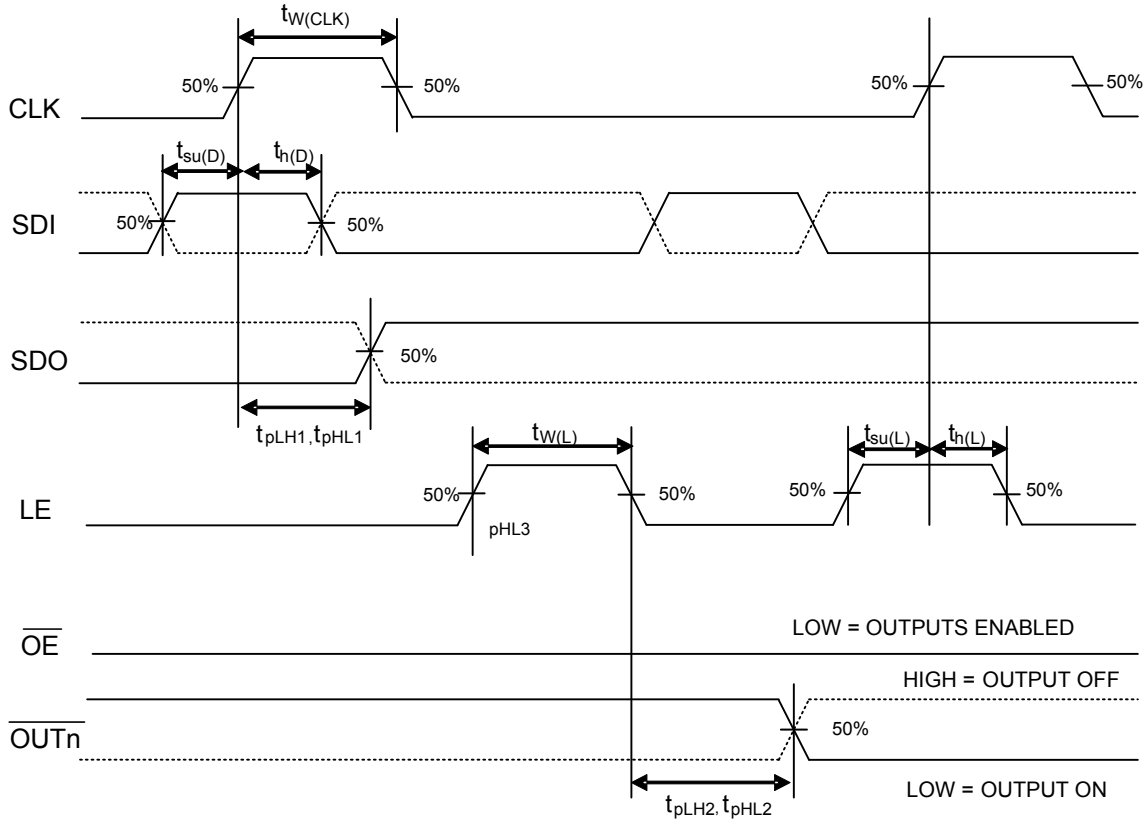 tW(CLK)
50%
50%
50%
50%
CLK
tsu(D)
th(D)
50%
50%
SDI
50%
SDO
tpLH1,tpHL1
tW(L)
tsu(L)
th(L)
50%
50%
50%
50%
LE
pHL3
OE
LOW = OUTPUTS ENABLED
HIGH = OUTPUT OFF
OUTn
50%
LOW = OUTPUT ON
tpLH2,tpHL2